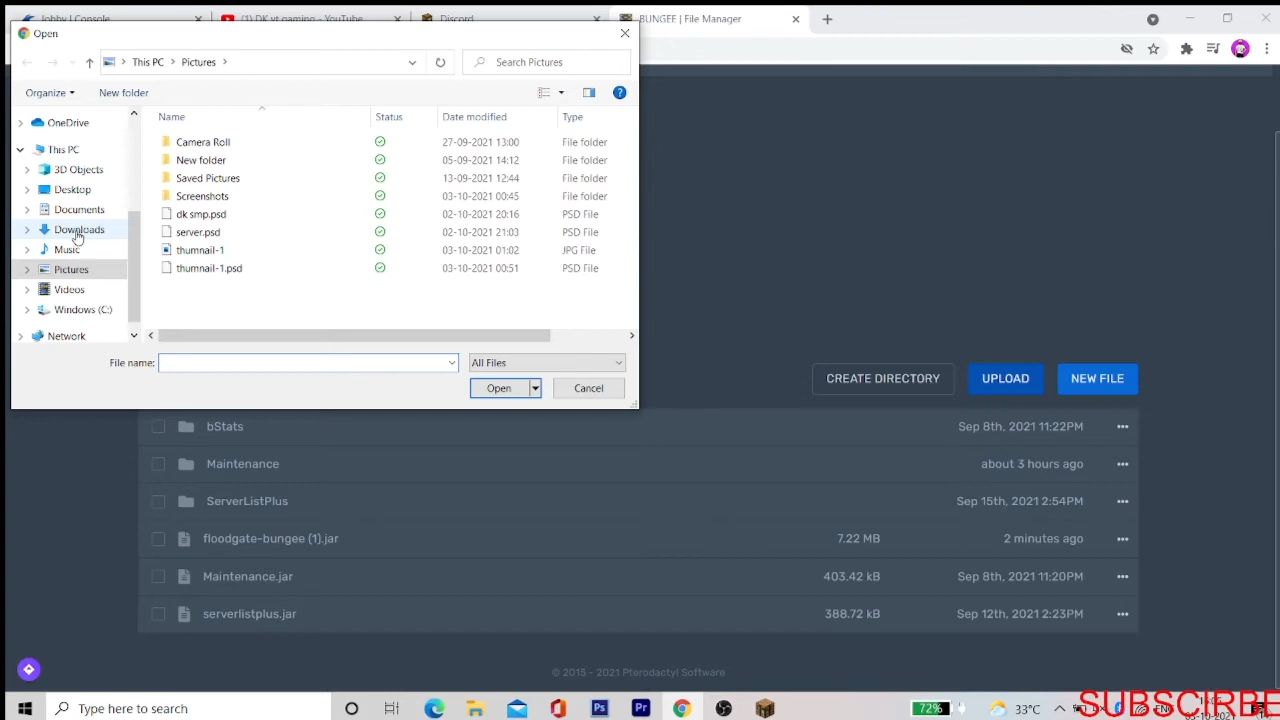 Lobby | Console
(1) DK yt gaming - YouTube
Discord
BUNGEE | File Manager
Open
This PC
Pictures
Search Pictures
Organize
New folder
Name
Status
Date modified
Type
OneDrive
This PC
3D Objects
Desktop
Documents
Downloads
Music
Pictures
Videos
Windows (C:)
Network
Camera Roll 27-09-2021 13:00 File folder
New folder 05-09-2021 14:12 File folder
Saved Pictures 13-09-2021 12:44 File folder
Screenshots 03-10-2021 00:45 File folder
dk smp.psd 02-10-2021 20:16 PSD File
server.psd 02-10-2021 21:03 PSD File
thumnail-1 03-10-2021 01:02 JPG File
thumnail-1.psd 03-10-2021 00:51 PSD File
File name:
All Files
Open
Cancel
CREATE DIRECTORY
UPLOAD
NEW FILE
bStats Sep 8th, 2021 11:22PM
Maintenance about 3 hours ago
ServerListPlus Sep 15th, 2021 2:54PM
floodgate-bungee (1).jar 7.22 MB 2 minutes ago
Maintenance.jar 403.42 kB Sep 8th, 2021 11:20PM
serverlistplus.jar 388.72 kB Sep 12th, 2021 2:23PM
© 2015 - 2021 Pterodactyl Software
Type here to search
Ps
Pr
72%
33°C
SUBSCIRBE